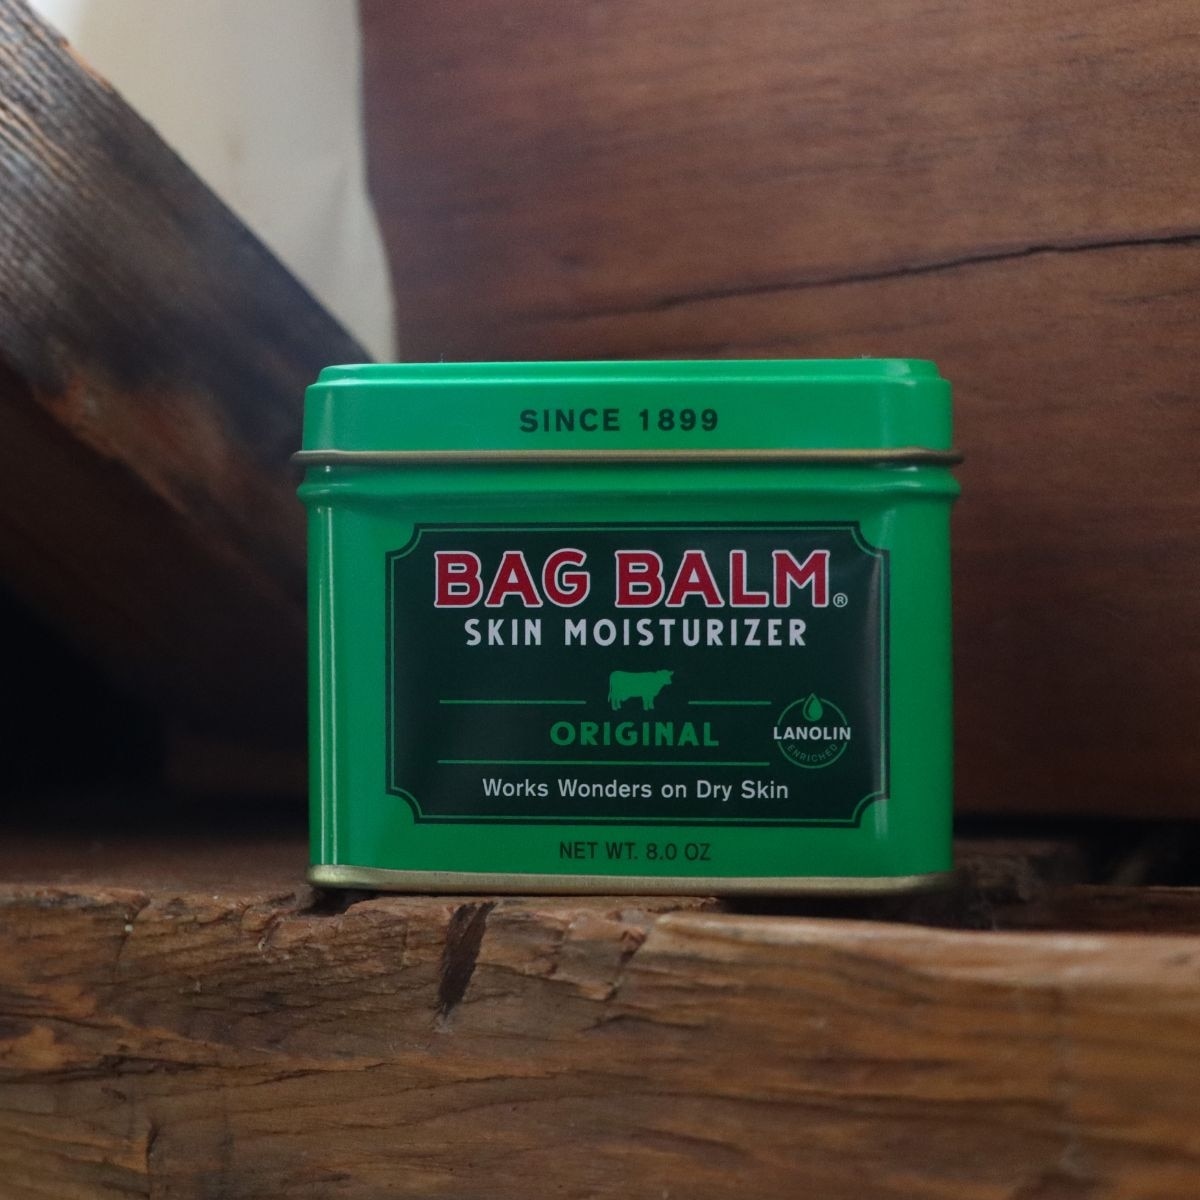 SINCE 1899
BAG BALM®
SKIN MOISTURIZER
ORIGINAL
LANOLIN
ENRICHED
Works Wonders on Dry Skin
NET WT. 8.0 OZ